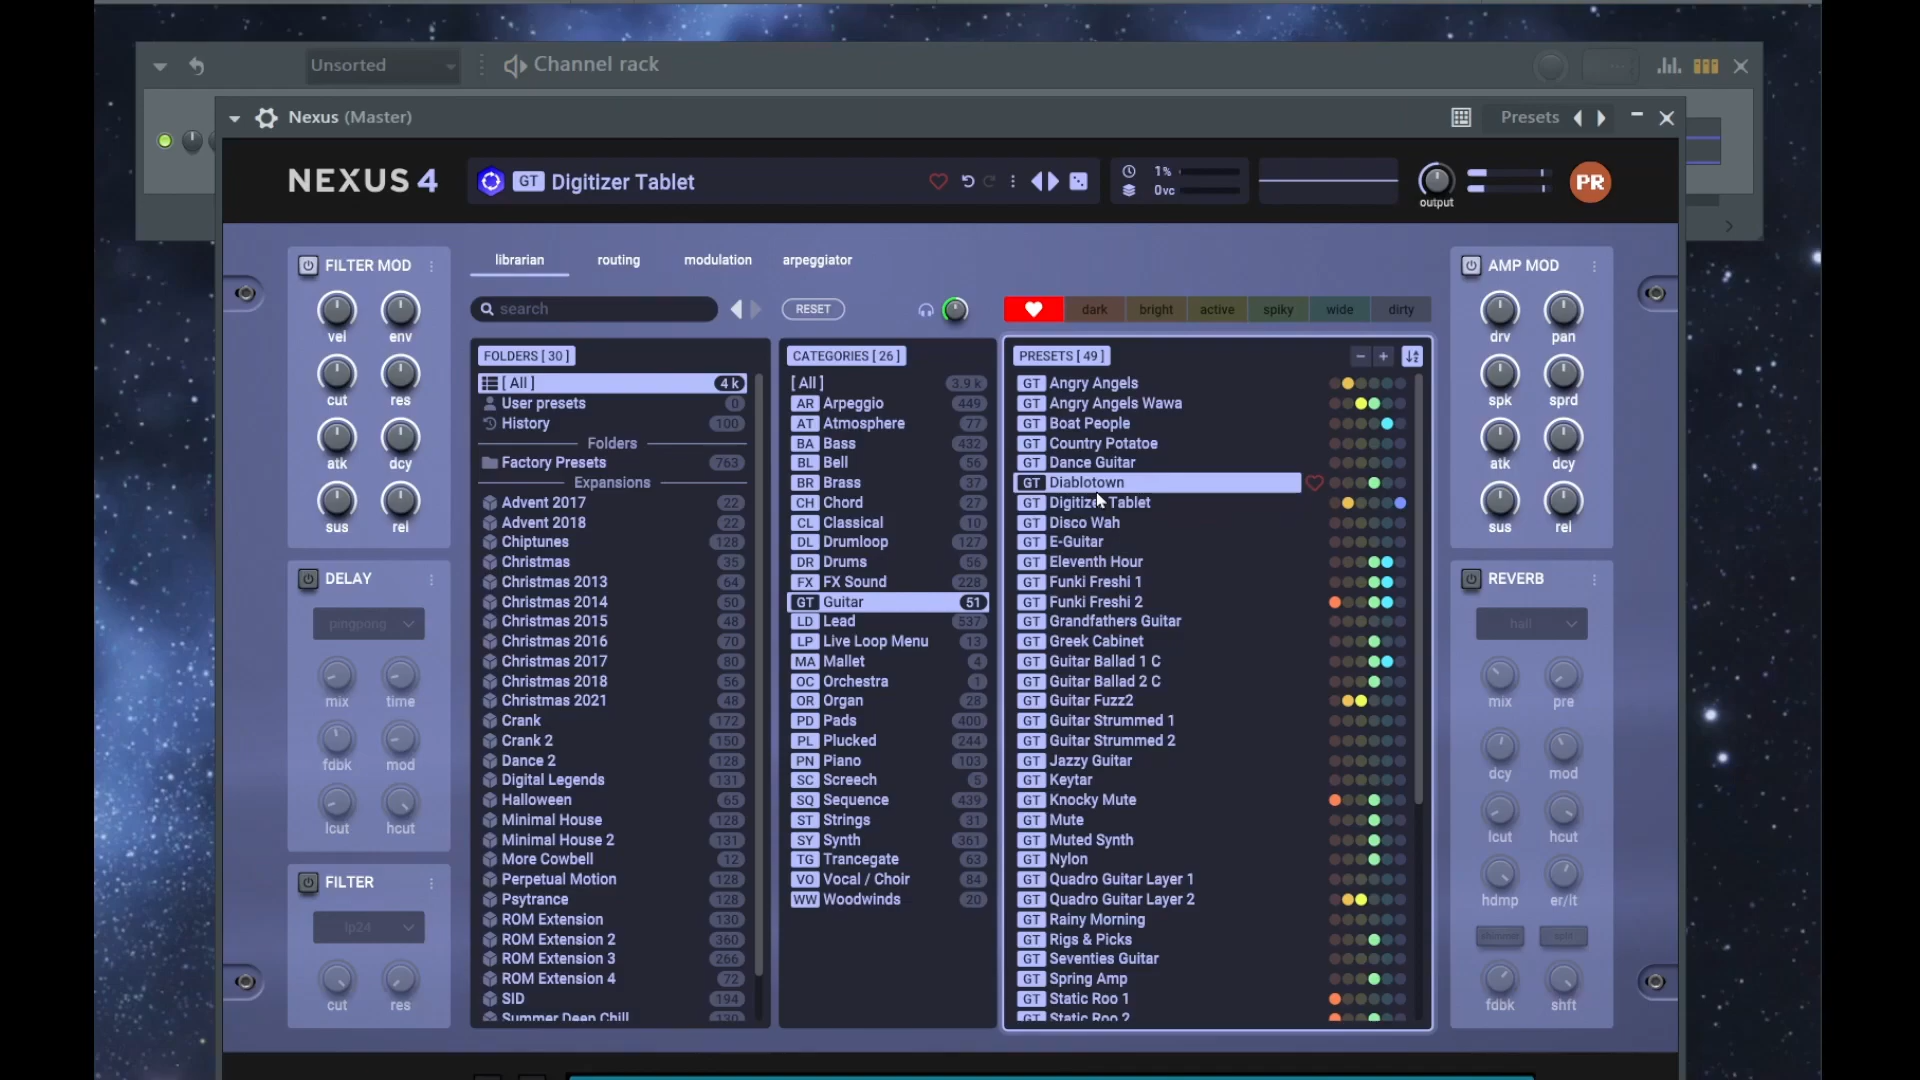 Unsorted
Channel rack
Nexus (Master)
Presets
NEXUS 4
GT Digitizer Tablet
1%
0vc
output
PR
librarian routing modulation arpeggiator
search
RESET
dark bright active spiky wide dirty
FILTER MOD
vel env
cut res
atk dcy
sus rel
DELAY
pingpong
mix time
fdbk mod
lcut hcut
FILTER
lp24
cut res
FOLDERS [ 30 ]
[ All ] 4 k
User presets 0
History 100
Folders
Factory Presets 763
Expansions
Advent 2017 22
Advent 2018 22
Chiptunes 128
Christmas 35
Christmas 2013 64
Christmas 2014 50
Christmas 2015 48
Christmas 2016 70
Christmas 2017 80
Christmas 2018 56
Christmas 2021 48
Crank 172
Crank 2 150
Dance 2 128
Digital Legends 131
Halloween 65
Minimal House 128
Minimal House 2 131
More Cowbell 12
Perpetual Motion 128
Psytrance 128
ROM Extension 130
ROM Extension 2 360
ROM Extension 3 266
ROM Extension 4 72
SID 194
Summer Deep Chill 130
CATEGORIES [ 26 ]
[ All ] 3.9 k
AR Arpeggio 449
AT Atmosphere 77
BA Bass 432
BL Bell 56
BR Brass 37
CH Chord 27
CL Classical 10
DL Drumloop 127
DR Drums 56
FX FX Sound 228
GT Guitar 51
LD Lead 537
LP Live Loop Menu 13
MA Mallet 4
OC Orchestra 1
OR Organ 28
PD Pads 400
PL Plucked 244
PN Piano 103
SC Screech 5
SQ Sequence 439
ST Strings 31
SY Synth 361
TG Trancegate 63
VO Vocal / Choir 84
WW Woodwinds 20
PRESETS [ 49 ]
GT Angry Angels
GT Angry Angels Wawa
GT Boat People
GT Country Potatoe
GT Dance Guitar
GT Diablotown
GT Digitizer Tablet
GT Disco Wah
GT E-Guitar
GT Eleventh Hour
GT Funki Freshi 1
GT Funki Freshi 2
GT Grandfathers Guitar
GT Greek Cabinet
GT Guitar Ballad 1 C
GT Guitar Ballad 2 C
GT Guitar Fuzz2
GT Guitar Strummed 1
GT Guitar Strummed 2
GT Jazzy Guitar
GT Keytar
GT Knocky Mute
GT Mute
GT Muted Synth
GT Nylon
GT Quadro Guitar Layer 1
GT Quadro Guitar Layer 2
GT Rainy Morning
GT Rigs & Picks
GT Seventies Guitar
GT Spring Amp
GT Static Roo 1
GT Static Roo 2
AMP MOD
drv pan
spk sprd
atk dcy
sus rel
REVERB
hall
mix pre
dcy mod
lcut hcut
hdmp er/lt
shimmer split
fdbk shft